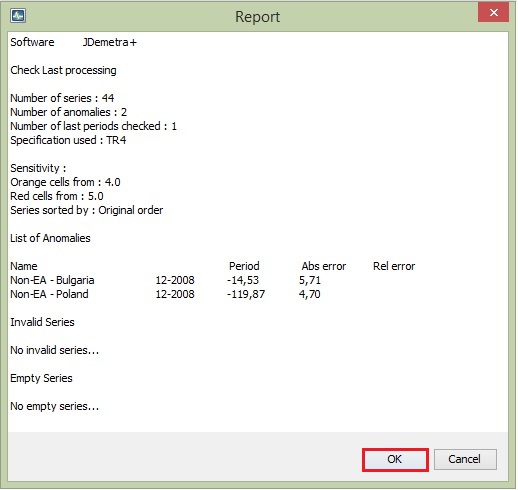 Report
Software JDemetra+
Check Last processing
Number of series : 44
Number of anomalies : 2
Number of last periods checked : 1
Specification used : TR4
Sensitivity :
Orange cells from : 4.0
Red cells from : 5.0
Series sorted by : Original order
List of Anomalies
Name Period Abs error Rel error
Non-EA - Bulgaria 12-2008 -14,53 5,71
Non-EA - Poland 12-2008 -119,87 4,70
Invalid Series
No invalid series...
Empty Series
No empty series...
OK Cancel